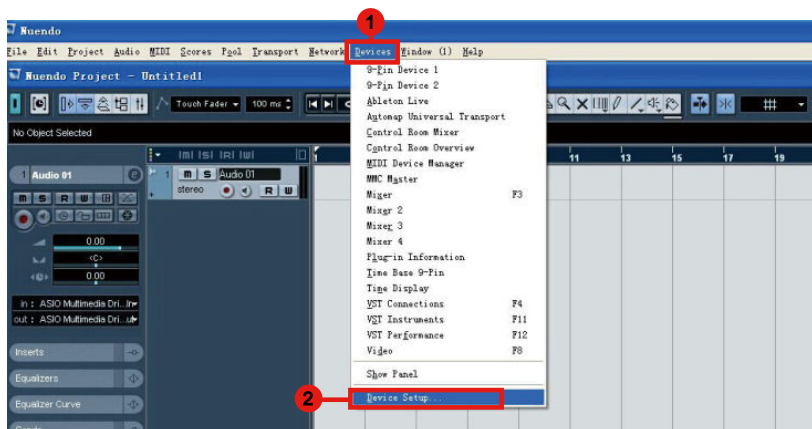 1
Nuendo
File Edit Project Audio MIDI Scores Pool Transport Network Devices Window (1) Help
Nuendo Project - Untitled1
Touch Fader 100 ms
No Object Selected
9-Pin Device 1
9-Pin Device 2
Ableton Live
Automap Universal Transport
Control Room Mixer
Control Room Overview
MIDI Device Manager
MMC Master
Mixer F3
Mixer 2
Mixer 3
Mixer 4
Plug-in Information
Time Base 9-Pin
Time Display
VST Connections F4
VST Instruments F11
VST Performance F12
Video F8
Show Panel
2
Device Setup...
1 11 13 15 17 19
1 Audio 01 e
m S R W
0.00
<C>
0.00
in : ASIO Multimedia Dri...In
out : ASIO Multimedia Dri...ut
Inserts
Equalizers
Equalizer Curve
|m| |s| |R| |w|
1 m S Audio 01
stereo R W